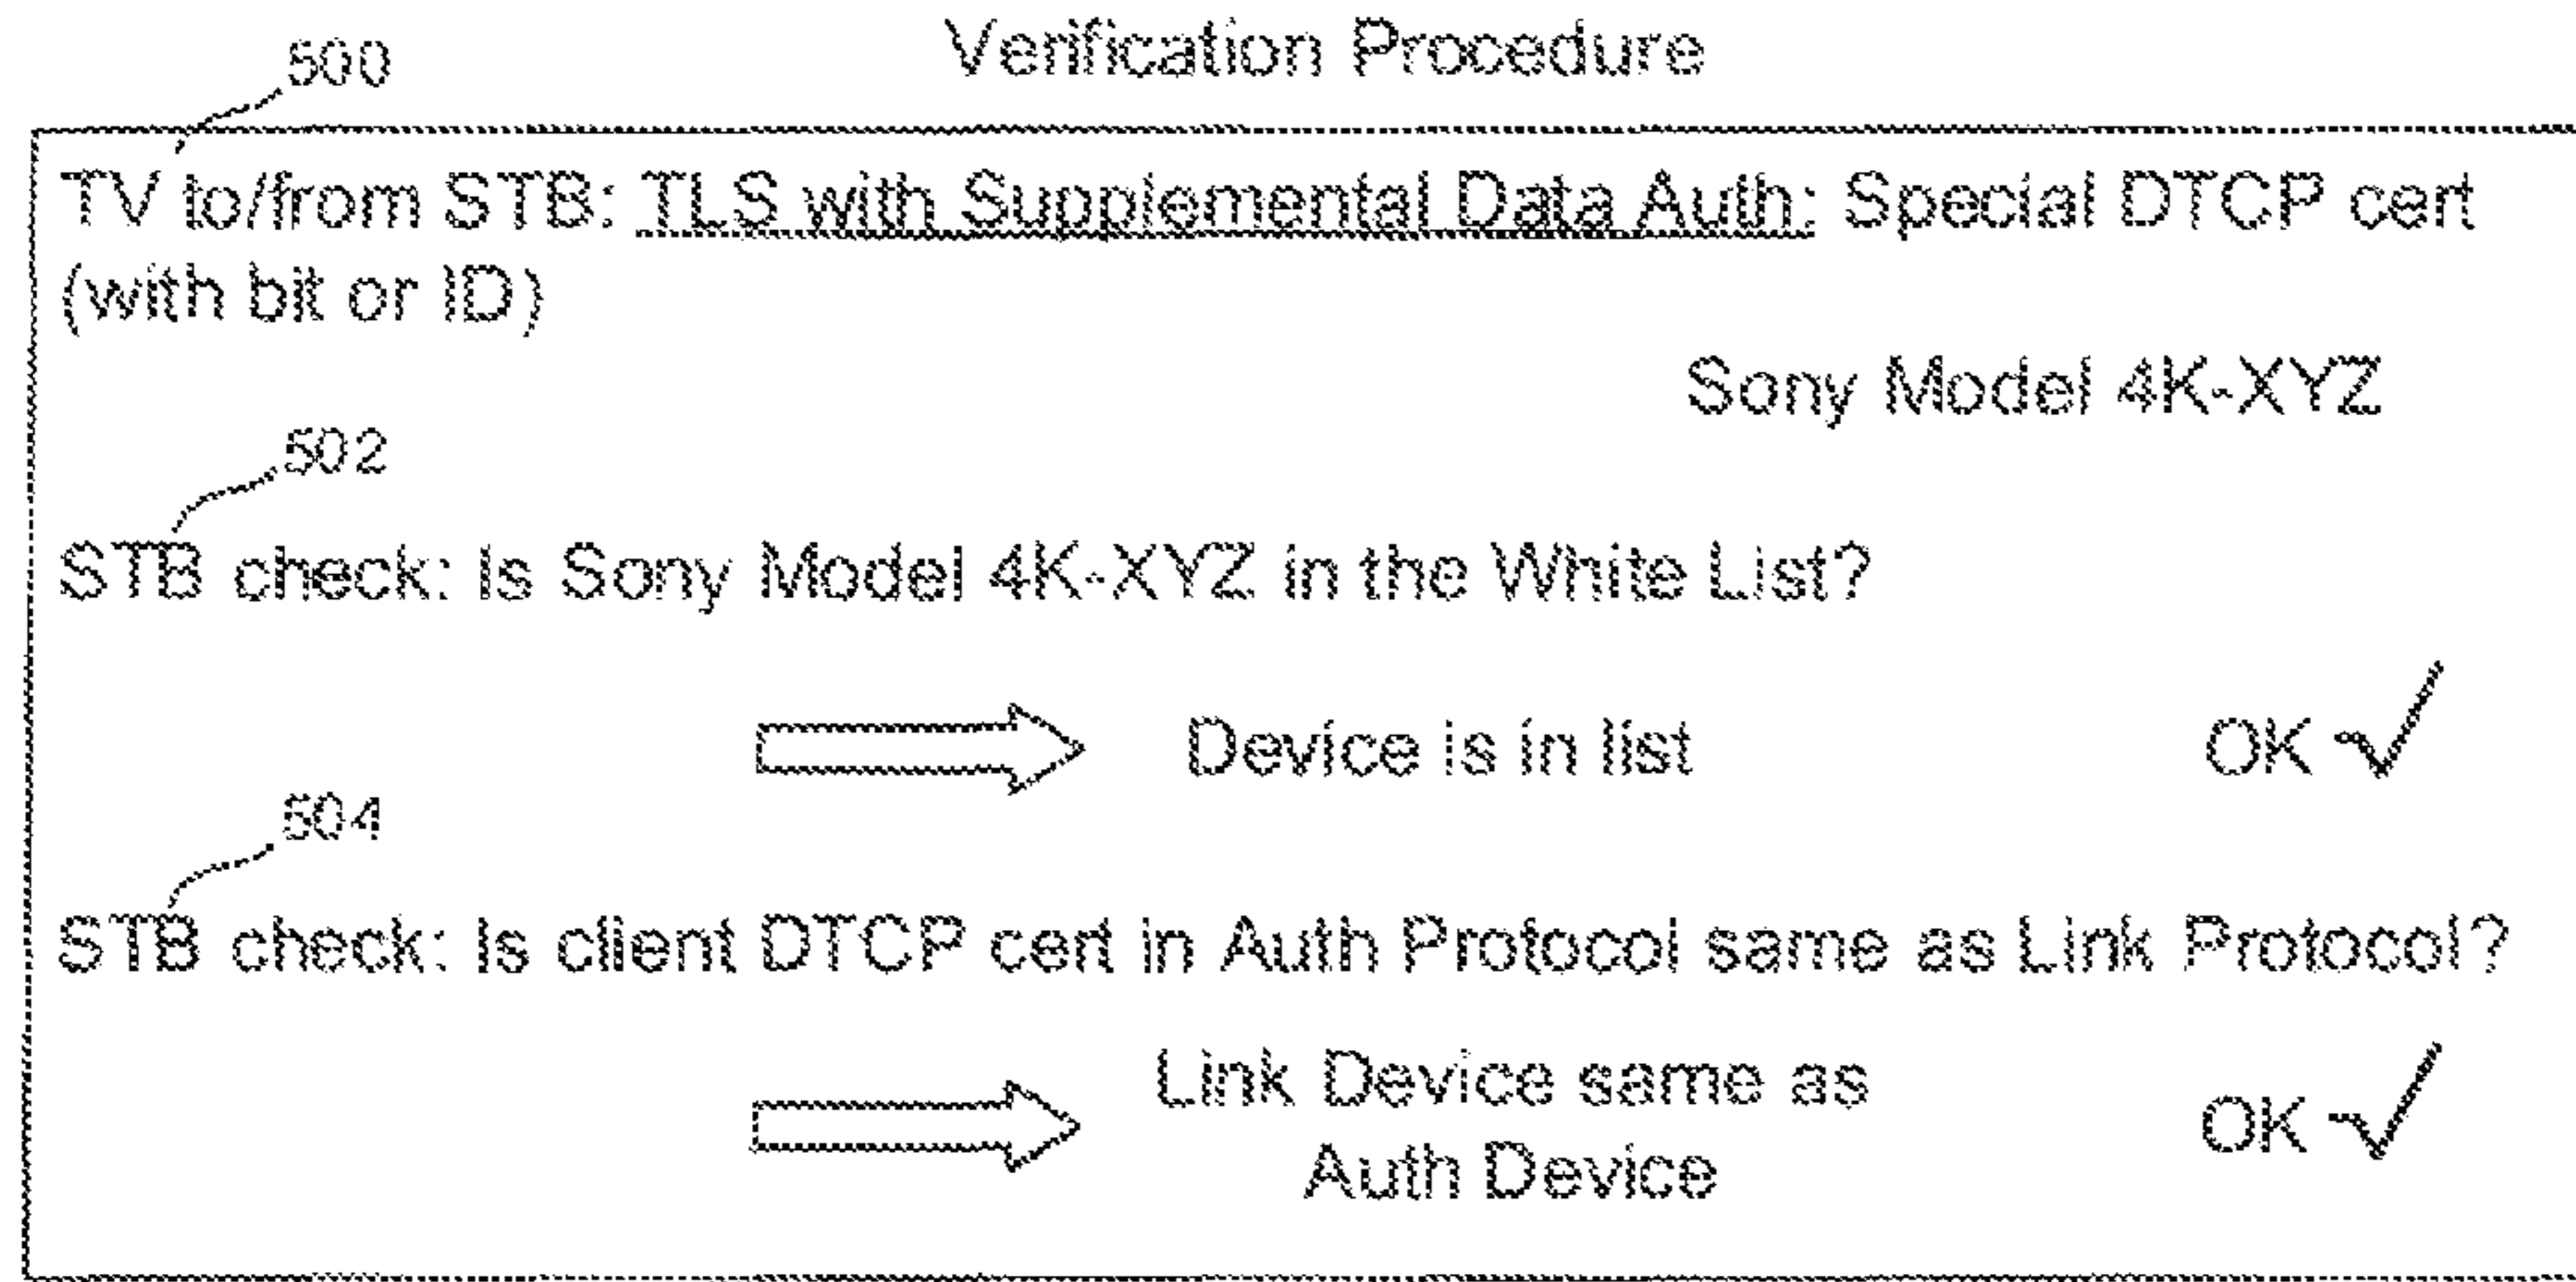 Verification Procedure
500
TV to/from STB: TLS with Supplemental Data Auth: Special DTCP cert
(with bit or ID)
Sony Model 4K-XYZ
502
STB check: Is Sony Model 4K-XYZ in the White List?
Device is in list OK √
504
STB check: Is client DTCP cert in Auth Protocol same as Link Protocol?
Link Device same as
Auth Device
OK √